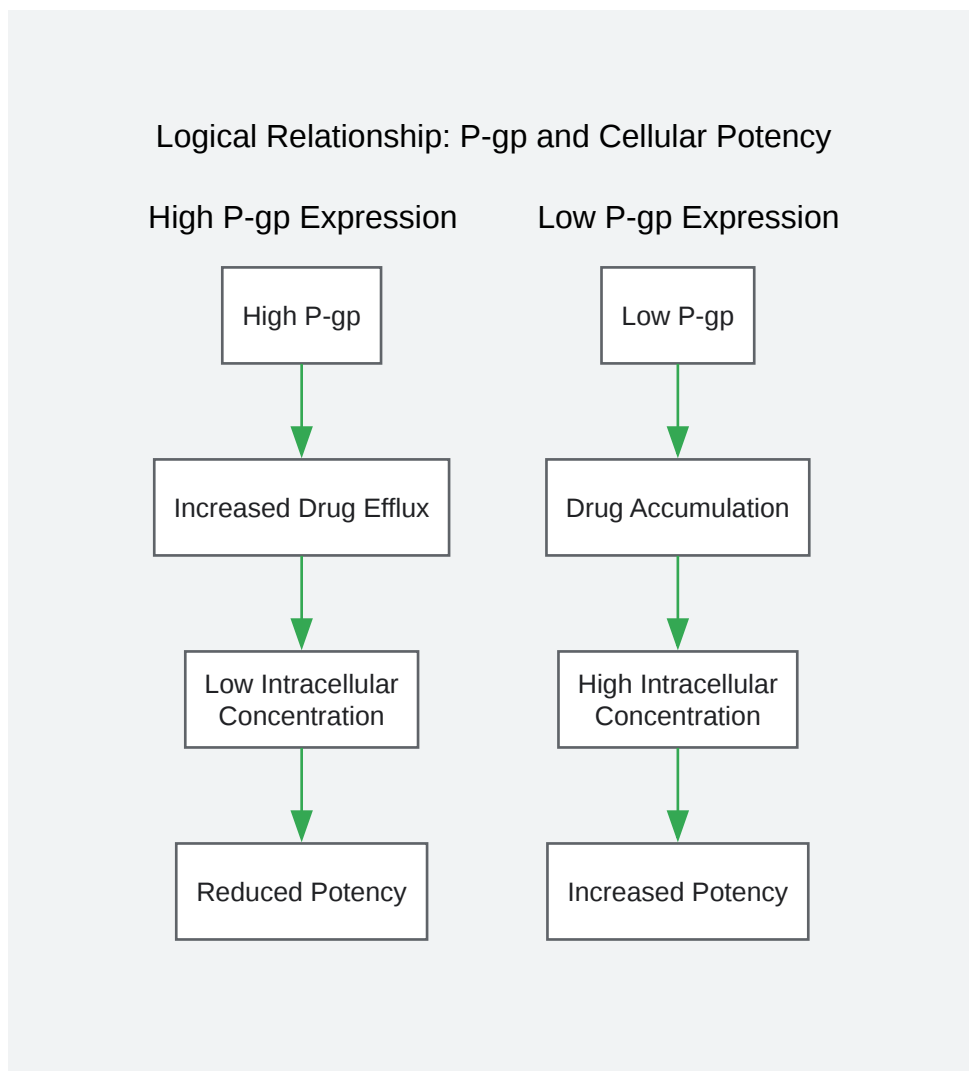 Logical Relationship: P-gp and Cellular Potency
High P-gp Expression
Low P-gp Expression
High P-gp
Low P-gp
Increased Drug Efflux
Drug Accumulation
Low Intracellular
Concentration
High Intracellular
Concentration
Reduced Potency
Increased Potency